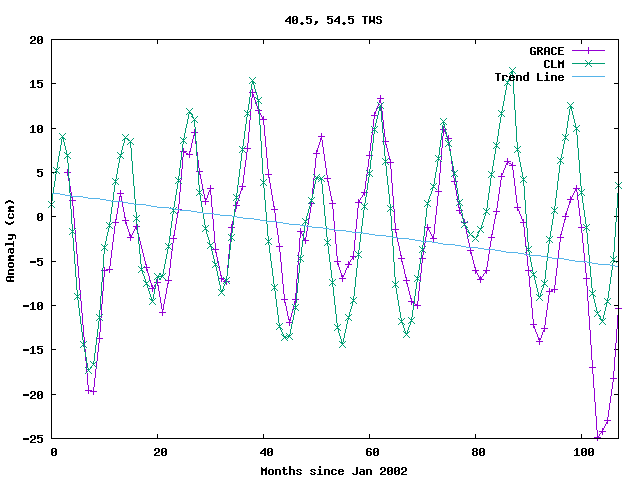 40.5, 54.5 TWS
20
15
10
5
0
-5
-10
-15
-20
-25
Anomaly (cm)
GRACE
CLM
Trend Line
0 20 40 60 80 100
Months since Jan 2002